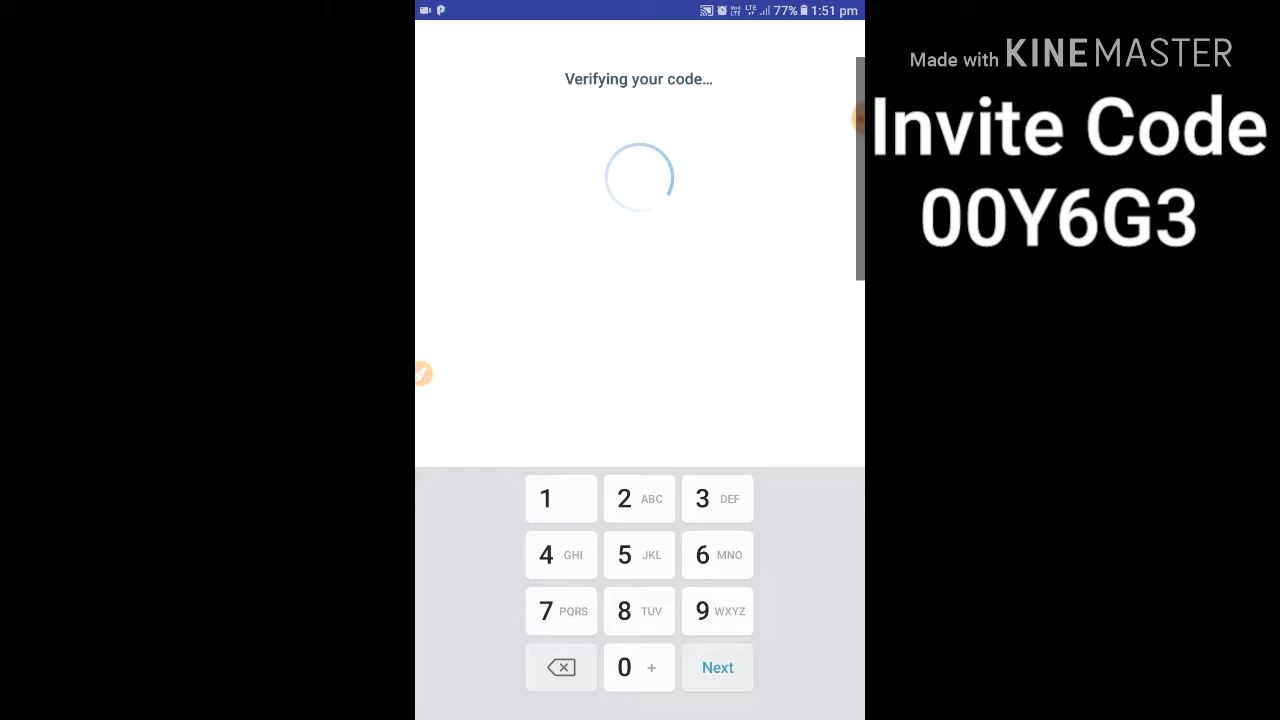 77% 1:51 pm
Verifying your code...
Made with KINEMASTER
Invite Code
00Y6G3
1
2 ABC
3 DEF
4 GHI
5 JKL
6 MNO
7 PQRS
8 TUV
9 WXYZ
0 +
Next